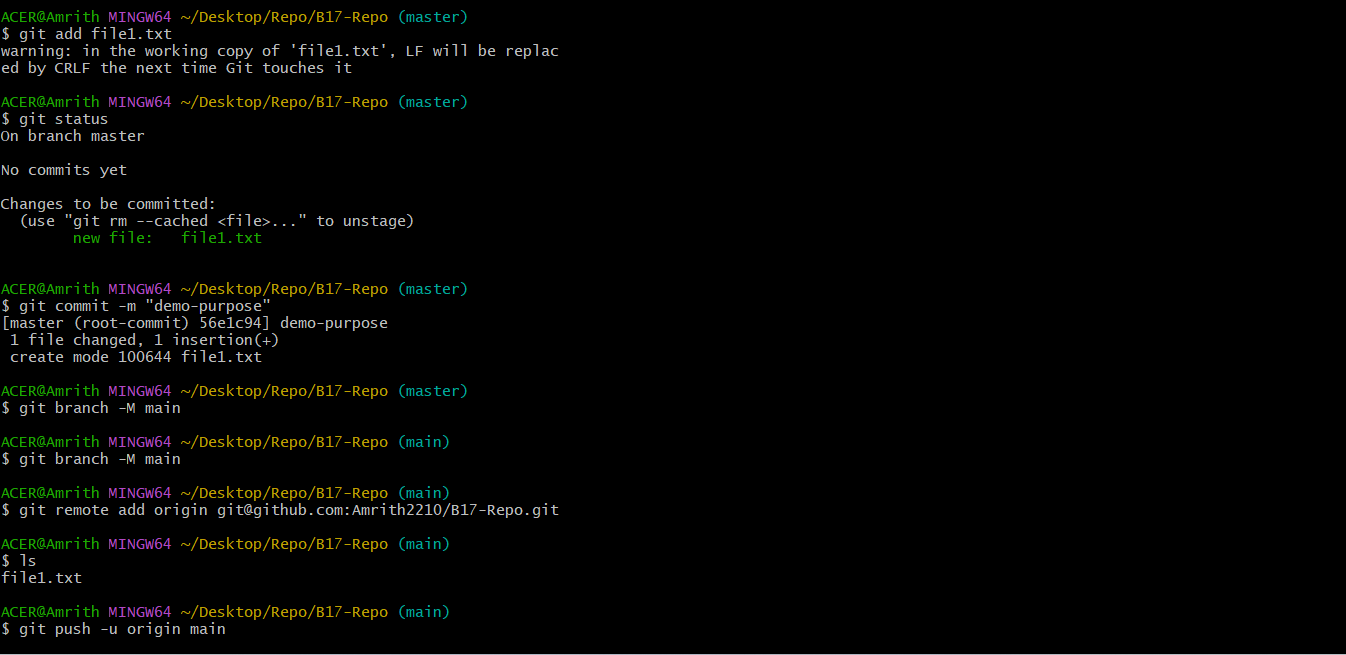 ACER@Amrith MINGW64 ~/Desktop/Repo/B17-Repo (master)
$ git add file1.txt
warning: in the working copy of 'file1.txt', LF will be replac
ed by CRLF the next time Git touches it
ACER@Amrith MINGW64 ~/Desktop/Repo/B17-Repo (master)
$ git status
On branch master
No commits yet
Changes to be committed:
  (use "git rm --cached <file>..." to unstage)
        new file:   file1.txt
ACER@Amrith MINGW64 ~/Desktop/Repo/B17-Repo (master)
$ git commit -m "demo-purpose"
[master (root-commit) 56e1c94] demo-purpose
 1 file changed, 1 insertion(+)
 create mode 100644 file1.txt
ACER@Amrith MINGW64 ~/Desktop/Repo/B17-Repo (master)
$ git branch -M main
ACER@Amrith MINGW64 ~/Desktop/Repo/B17-Repo (main)
$ git branch -M main
ACER@Amrith MINGW64 ~/Desktop/Repo/B17-Repo (main)
$ git remote add origin git@github.com:Amrith2210/B17-Repo.git
ACER@Amrith MINGW64 ~/Desktop/Repo/B17-Repo (main)
$ ls
file1.txt
ACER@Amrith MINGW64 ~/Desktop/Repo/B17-Repo (main)
$ git push -u origin main